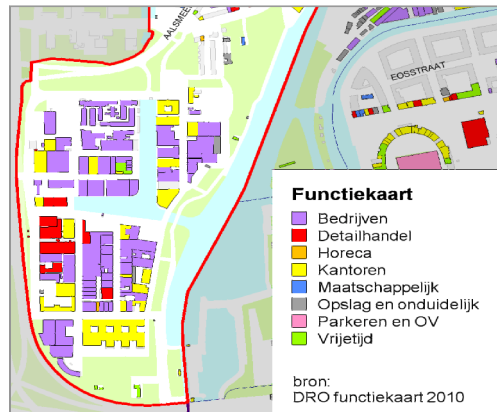 AALSMEE
EOSSTRAAT
Functiekaart
Bedrijven
Detailhandel
Horeca
Kantoren
Maatschappelijk
Opslag en onduidelijk
Parkeren en OV
Vrijetijd
bron:
DRO functiekaart 2010